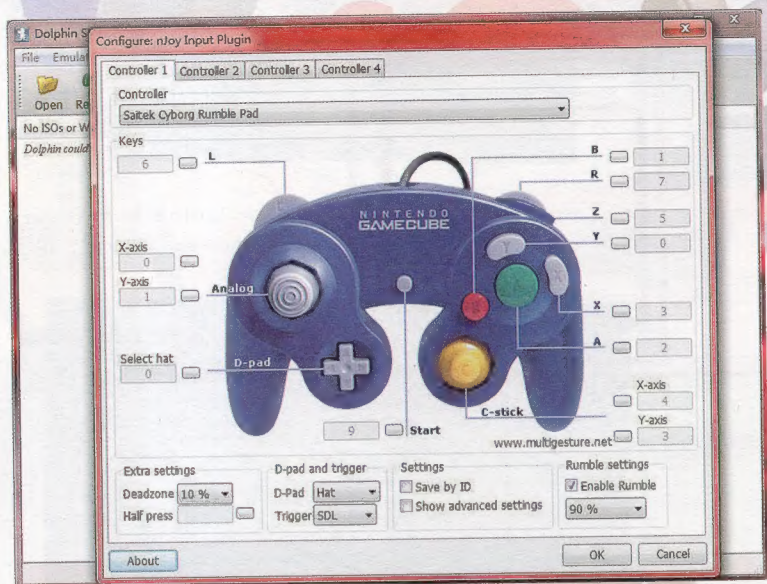 Dolphin S
Configure: nJoy Input Plugin
File Emulat
Open Re
No ISOs or W
Dolphin could
Controller 1 Controller 2 Controller 3 Controller 4
Controller
Saitek Cyborg Rumble Pad
Keys
6 L
B 1
R 7
Z 5
Y 0
NINTENDO
GAMECUBE
X-axis
0
Y-axis
1
Analog
X 3
A 2
Select hat
0
D-pad
X-axis
4
C-stick
Y-axis
3
9 Start
www.multigesture.net
Extra settings
Deadzone 10 %
Half press
D-pad and trigger
D-Pad Hat
Trigger SDL
Settings
Save by ID
Show advanced settings
Rumble settings
Enable Rumble
90 %
About
OK Cancel